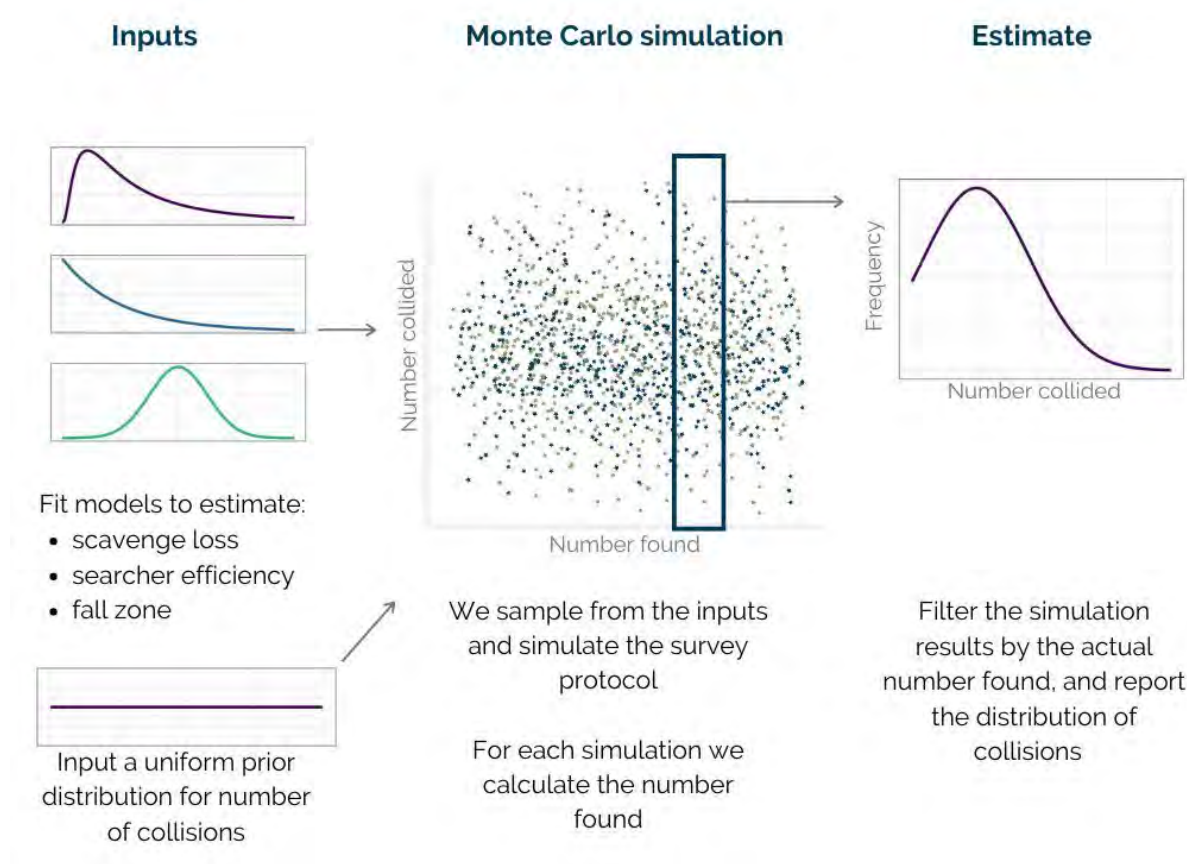 Inputs
Fit models to estimate:
• scavenge loss
• searcher efficiency
• fall zone
Input a uniform prior
distribution for number
of collisions
Monte Carlo simulation
Number collided
Number found
We sample from the inputs
and simulate the survey
protocol
For each simulation we
calculate the number
found
Estimate
Frequency
Number collided
Filter the simulation
results by the actual
number found, and report
the distribution of
collisions